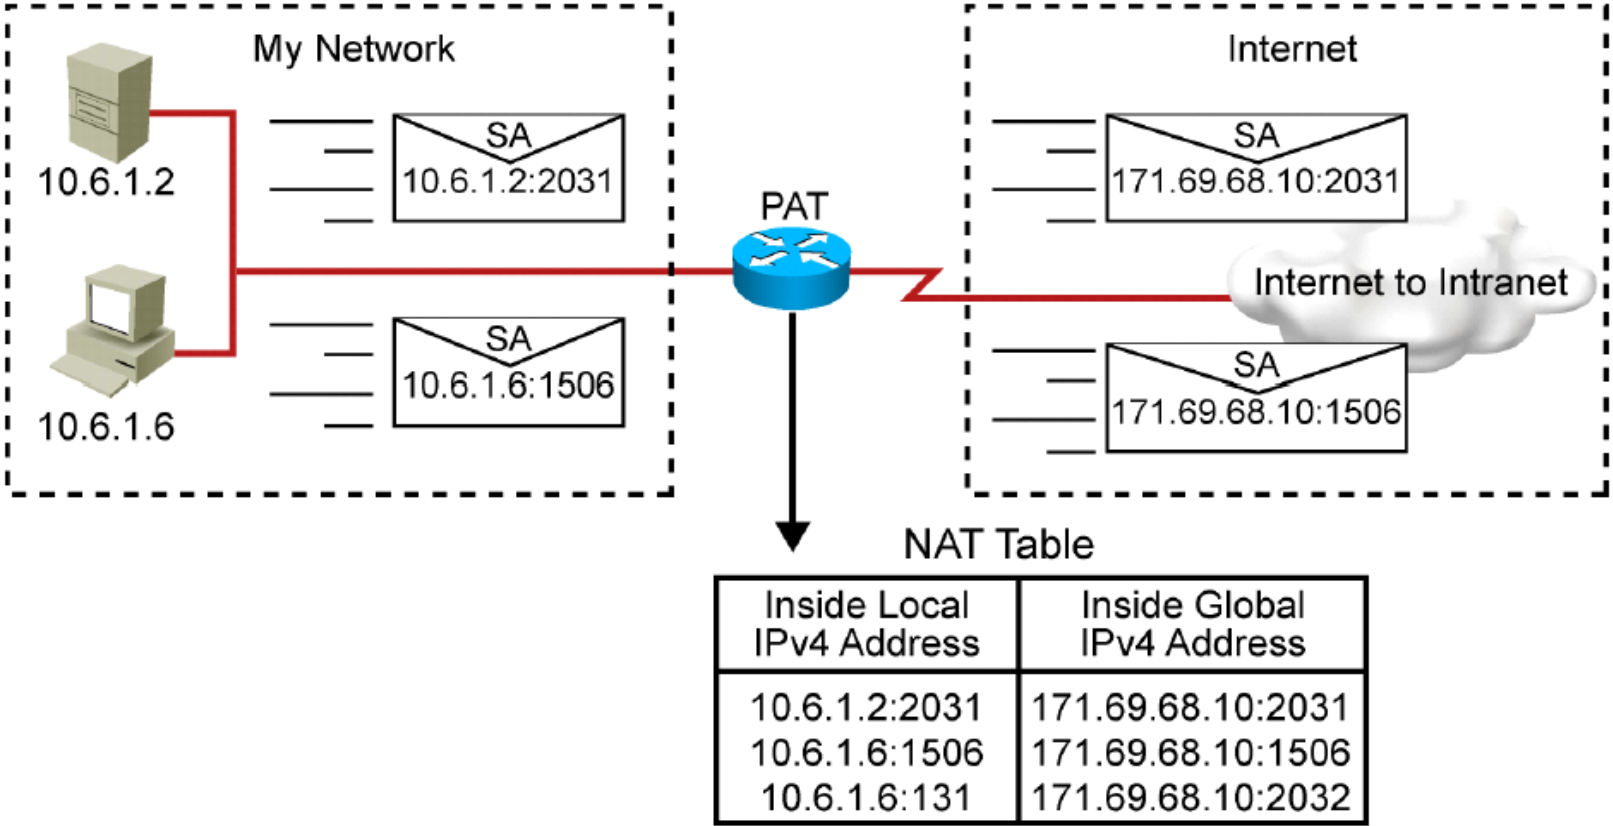 My Network
Internet
SA
10.6.1.2:2031
10.6.1.2
SA
171.69.68.10:2031
PAT
Internet to Intranet
SA
10.6.1.6:1506
10.6.1.6
SA
171.69.68.10:1506
NAT Table
Inside Local
IPv4 Address
Inside Global
IPv4 Address
10.6.1.2:2031 171.69.68.10:2031
10.6.1.6:1506 171.69.68.10:1506
10.6.1.6:131 171.69.68.10:2032